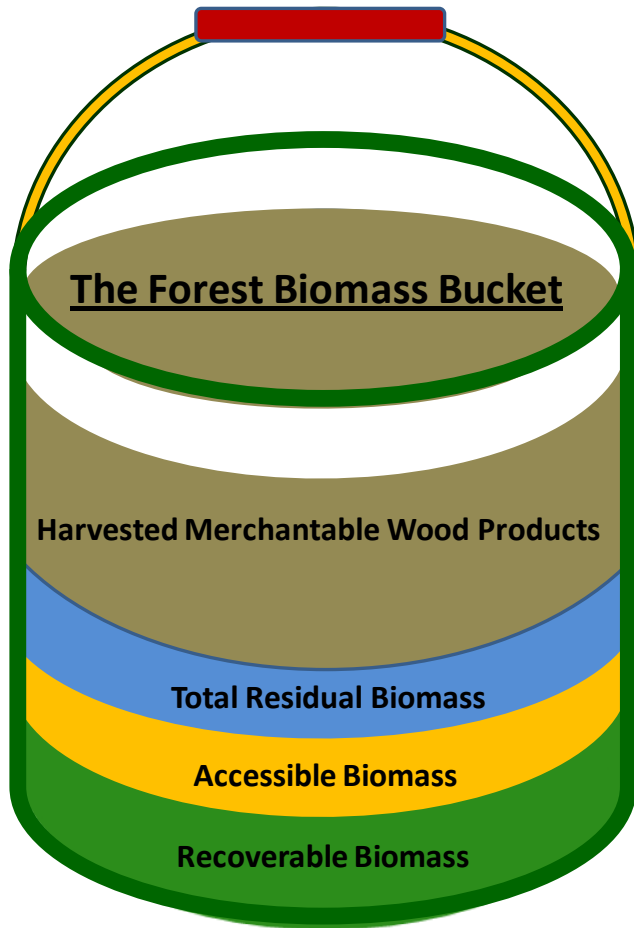 The Forest Biomass Bucket
Harvested Merchantable Wood Products
Total Residual Biomass
Accessible Biomass
Recoverable Biomass